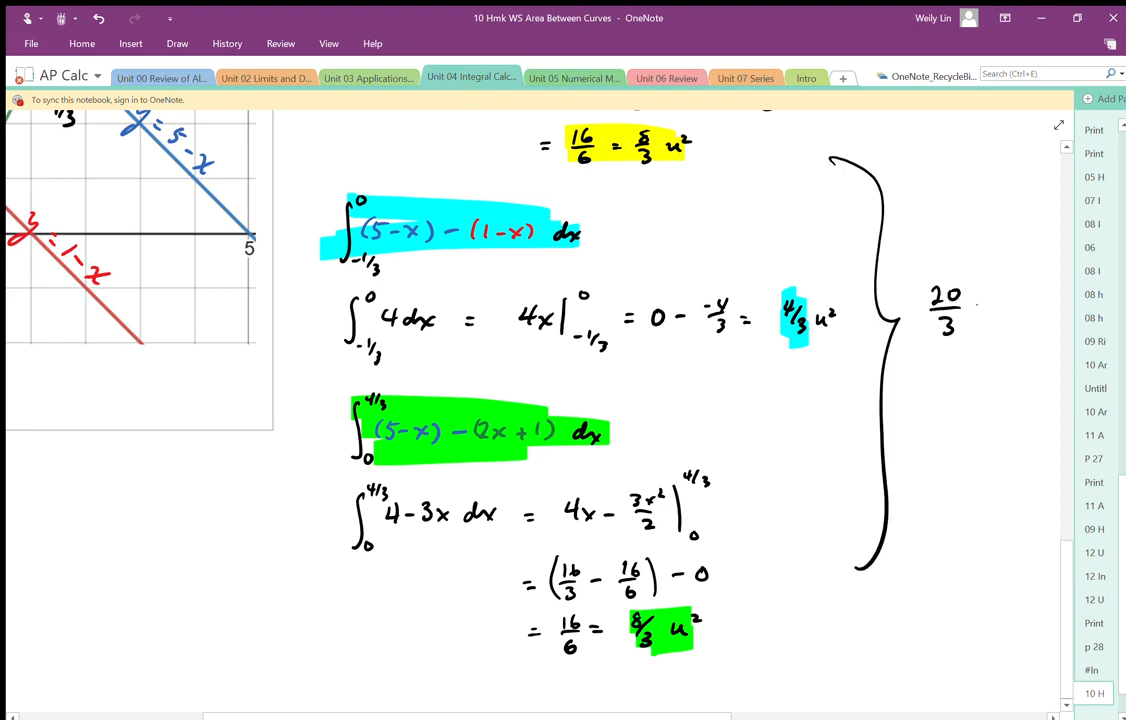 10 Hmk WS Area Between Curves - OneNote
Weily Lin
File Home Insert Draw History Review View Help
AP Calc
Unit 00 Review of Al...
Unit 02 Limits and D...
Unit 03 Applications...
Unit 04 Integral Calc...
Unit 05 Numerical M...
Unit 06 Review
Unit 07 Series
Intro
OneNote_RecycleBi...
Search (Ctrl+E)
To sync this notebook, sign in to OneNote.
Add Pa
1/3
y = 5 - x
y = 1 - x
5
= 16/6 = 8/3 u²
∫_{-1/3}^{0} (5-x) - (1-x) dx
∫_{-1/3}^{0} 4 dx = 4x |_{-1/3}^{0} = 0 - -4/3 = 4/3 u²
20/3
∫_{0}^{4/3} (5-x) - (2x+1) dx
∫_{0}^{4/3} 4 - 3x dx = 4x - 3x²/2 |_{0}^{4/3}
= (16/3 - 16/6) - 0
= 16/6 = 8/3 u²
Print
Print
05 H
07 I
08 I
06
08 I
08 h
08 h
09 Ri
10 Ar
Untitl
10 Ar
11 A
P 27
Print
11 A
09 H
12 U
12 In
12 U
Print
p 28
#In
10 H